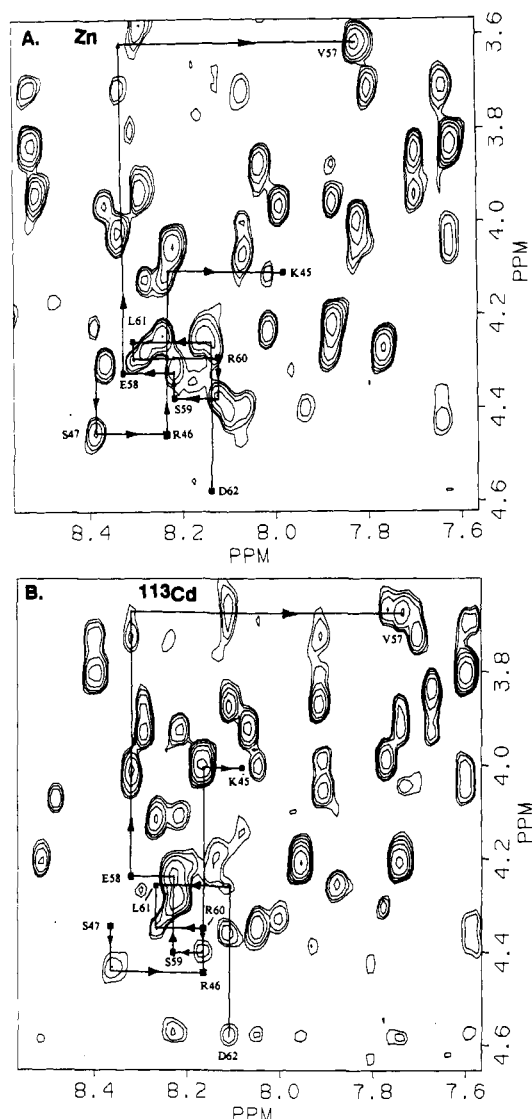 A. Zn
3.6
V57
3.8
4.0
K45
4.2
L61
R60
E58
S59
4.4
S47
R46
D62
4.6
8.4 8.2 8.0 7.8 7.6
PPM
PPM
B. 113Cd
V57
3.8
4.0
K45
4.2
E58
L61
S47
R60
4.4
S59
R46
4.6
D62
8.4 8.2 8.0 7.8 7.6
PPM
PPM